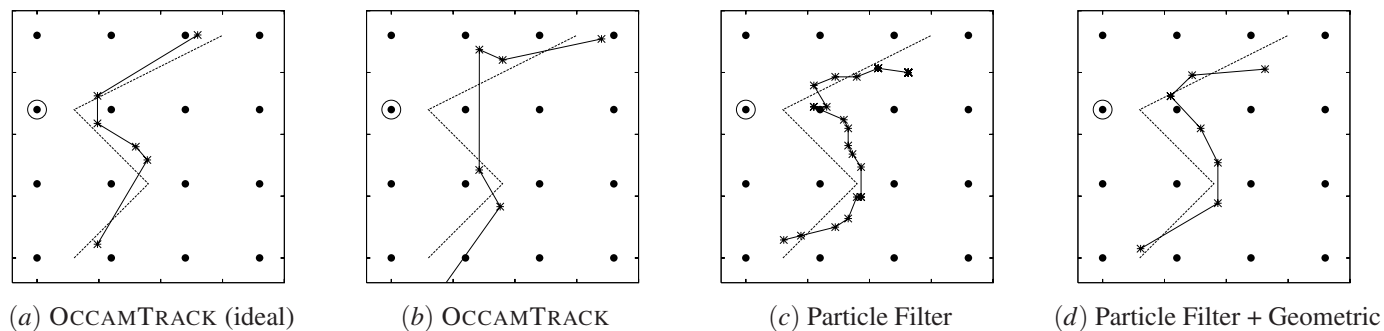 (a) OCCAMTRACK (ideal)
(b) OCCAMTRACK
(c) Particle Filter
(d) Particle Filter + Geometric